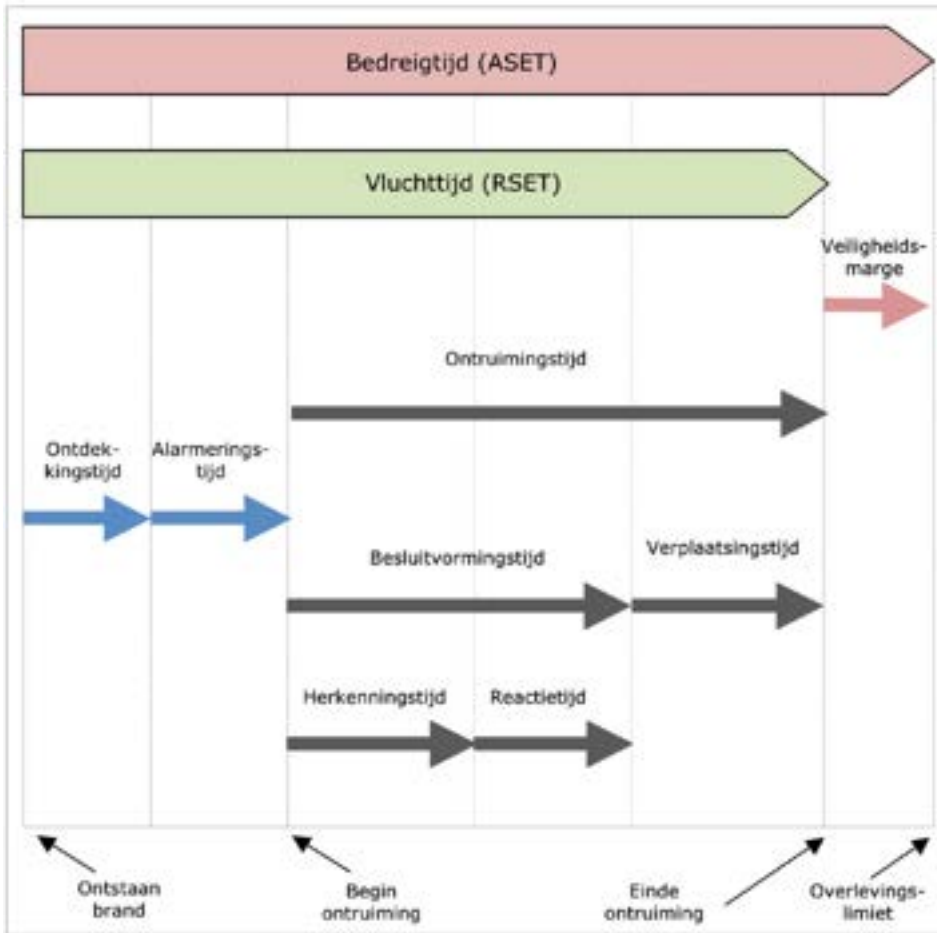 Bedreigtijd (ASET)
Vluchttijd (RSET)
Veiligheids-
marge
Ontruimingstijd
Ontdek-
kingstijd
Alarmerings-
tijd
Besluitvormingstijd
Verplaatsingstijd
Herkenningstijd
Reactietijd
Ontstaan
brand
Begin
ontruiming
Einde
ontruiming
Overlevings-
limiet